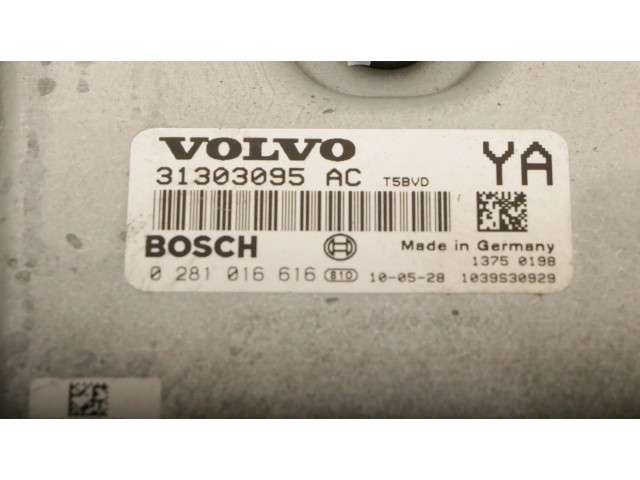 VOLVO
31303095 AC T5BVD
YA
BOSCH
Made in Germany
1375 0198
0 281 016 616 810 10-05-28 1039S30929